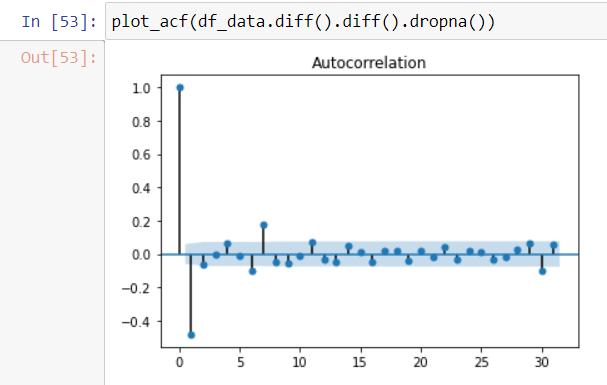 In [53]: plot_acf(df_data.diff().diff().dropna())
Out[53]:
Autocorrelation
1.0
0.8
0.6
0.4
0.2
0.0
−0.2
−0.4
0 5 10 15 20 25 30